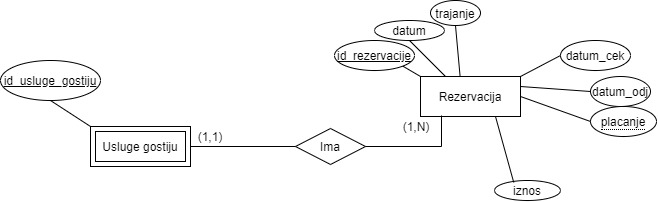 trajanje
datum
id_rezervacije
datum_cek
id_usluge_gostiju
datum_odj
Rezervacija
placanje
(1,N)
(1,1)
Usluge gostiju
Ima
iznos